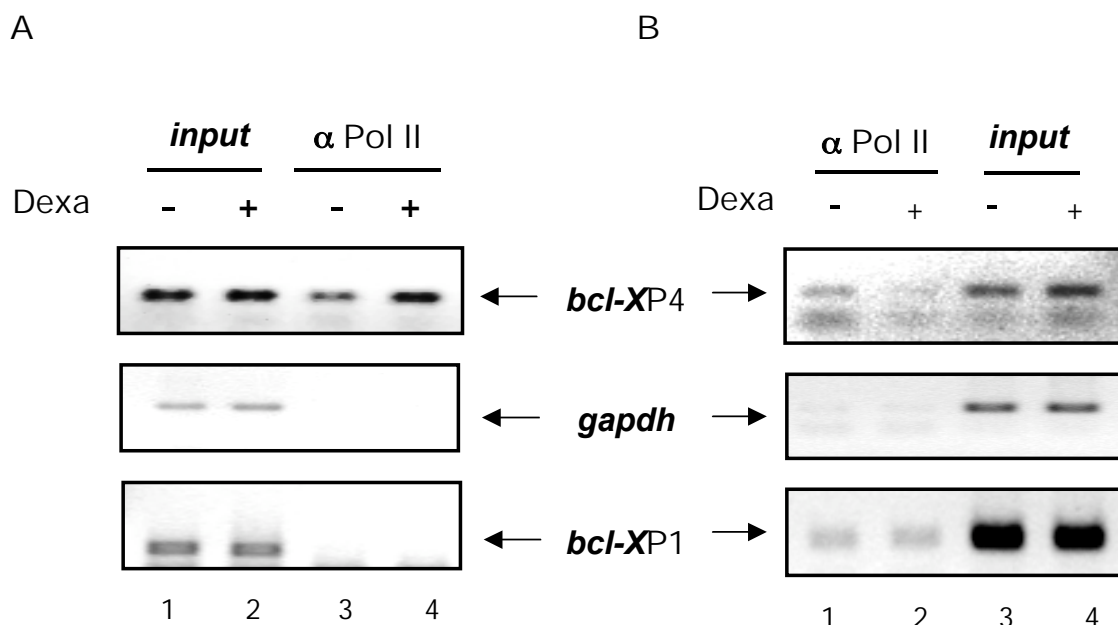 A B
input α Pol II α Pol II input
Dexa - + - + Dexa - + - +
bcl-XP4
gapdh
bcl-XP1
1 2 3 4 1 2 3 4